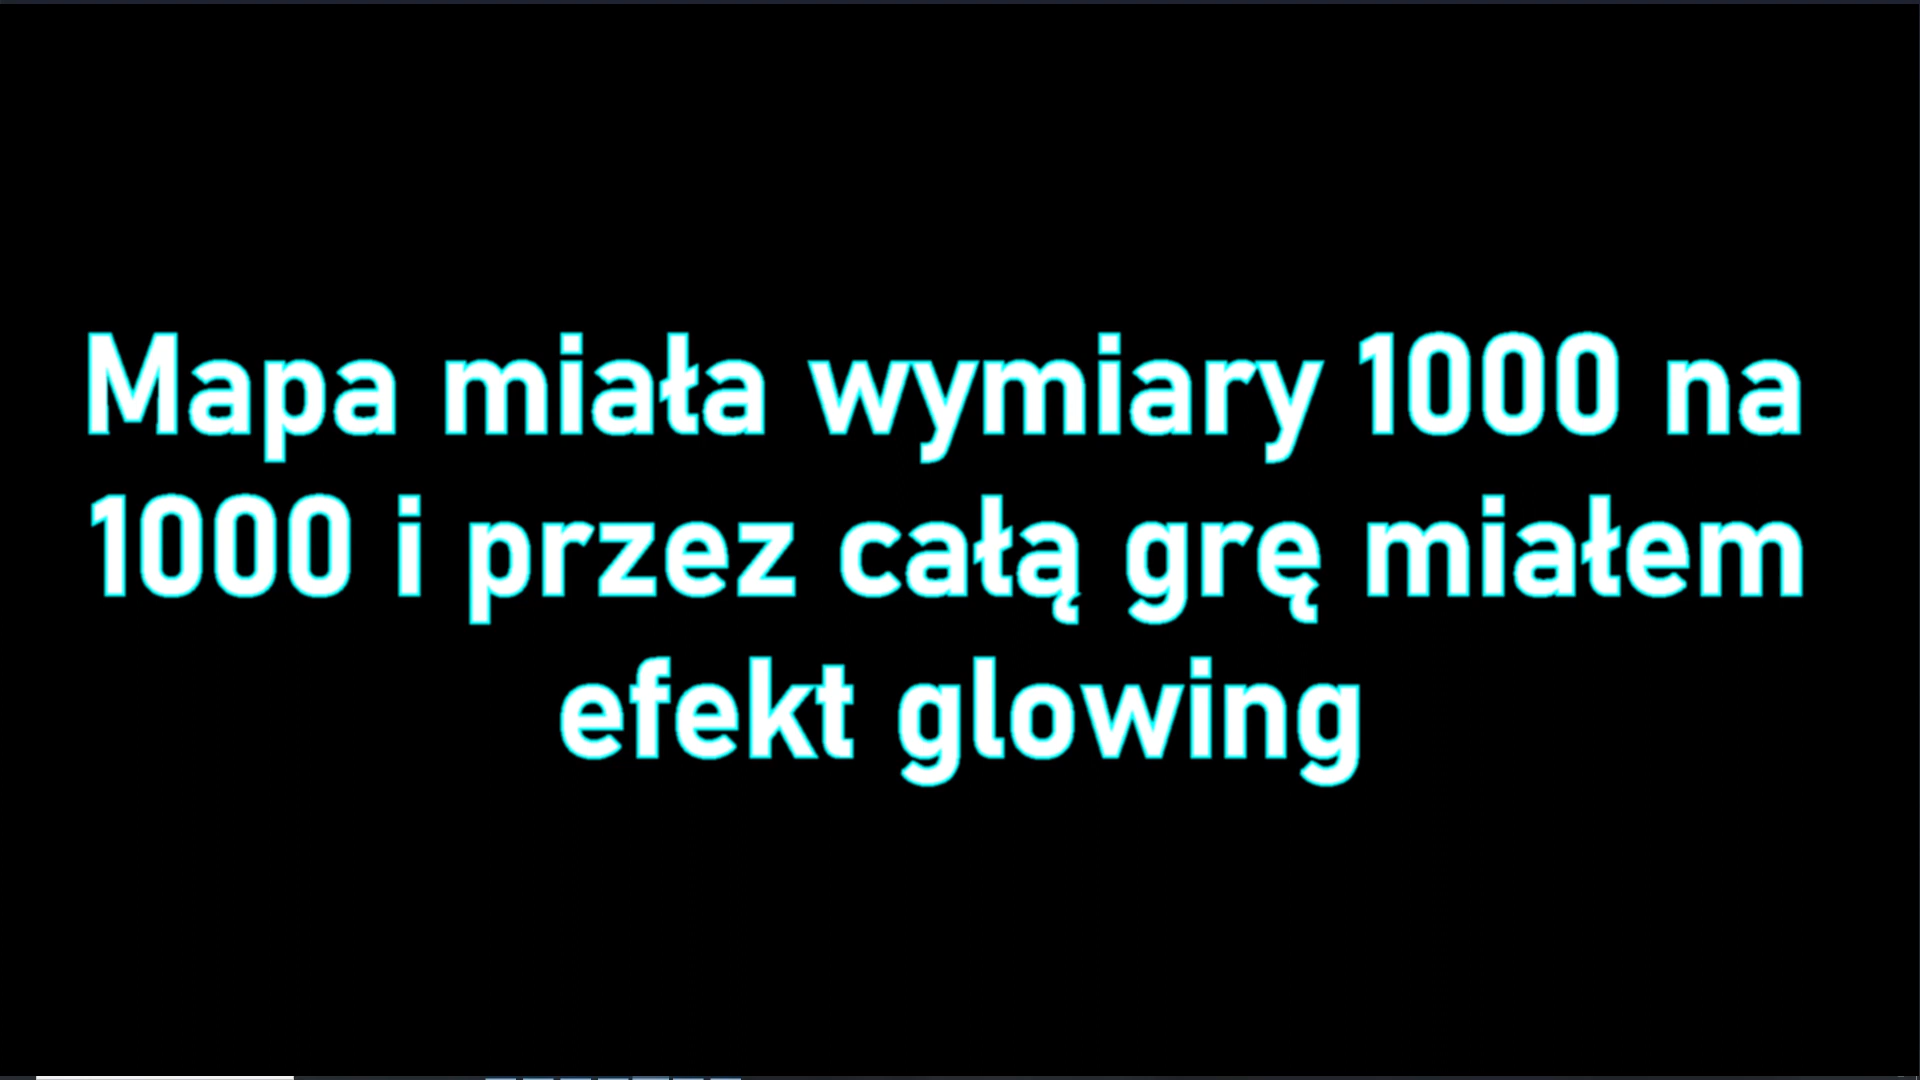 Mapa miała wymiary 1000 na
1000 i przez całą grę miałem
efekt glowing